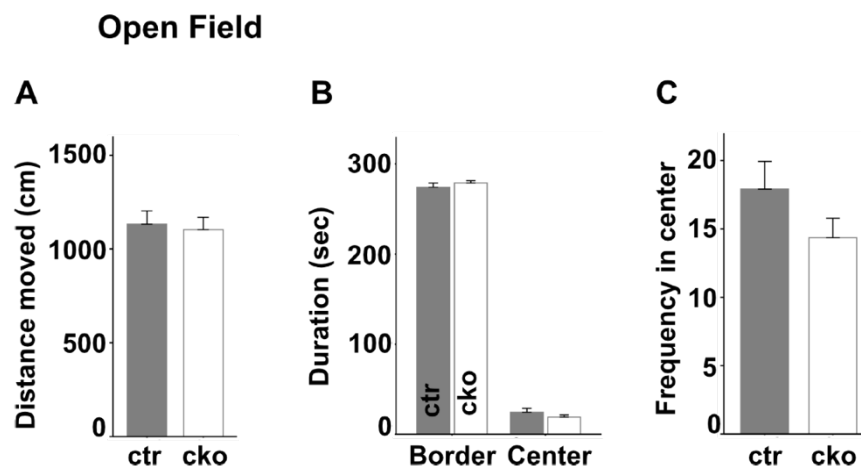 Open Field
A
Distance moved (cm)
1500
1000
500
0
ctr cko
B
Duration (sec)
300
200
100
0
ctr
cko
Border Center
C
Frequency in center
20
15
10
5
0
ctr cko